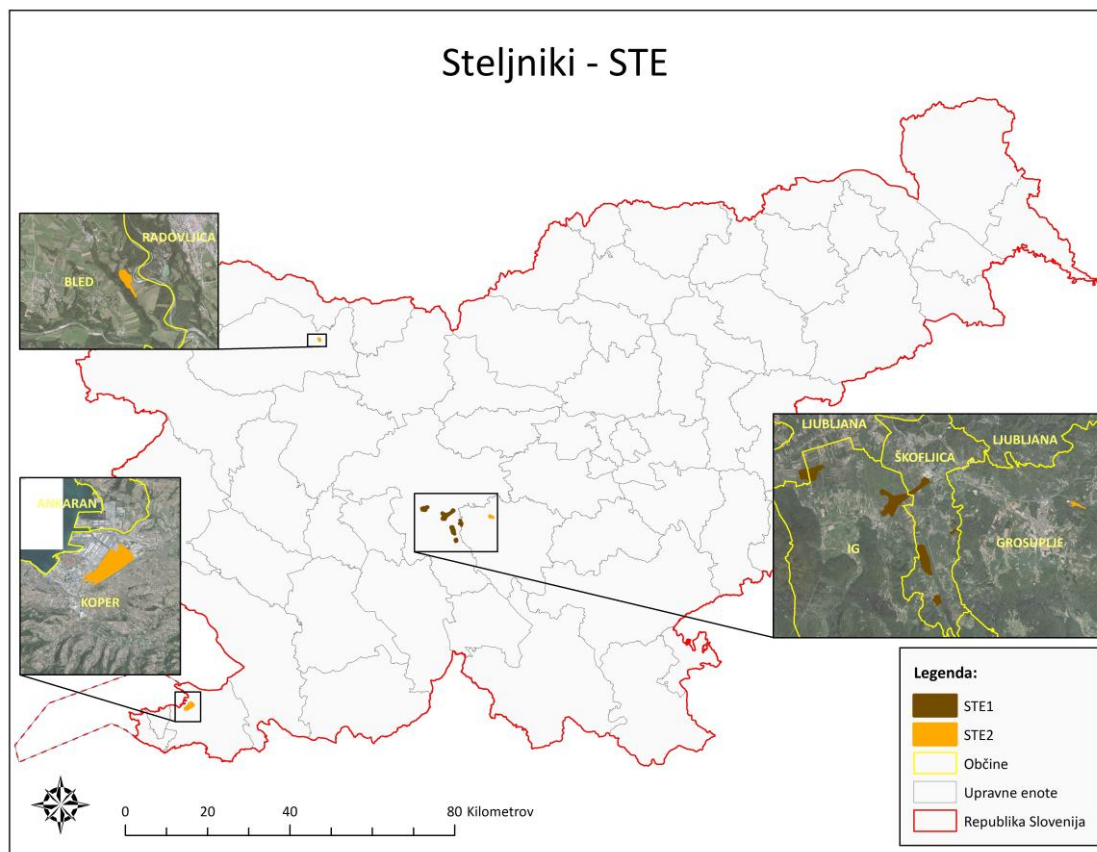 Steljniki - STE
RADOVLJICA
BLED
LJUBLJANA
LJUBLJANA
ŠKOFLJICA
IG
GROSUPLJE
ANKARAN
KOPER
Legenda:
STE1
STE2
Občine
Upravne enote
Republika Slovenija
0 20 40 80 Kilometrov